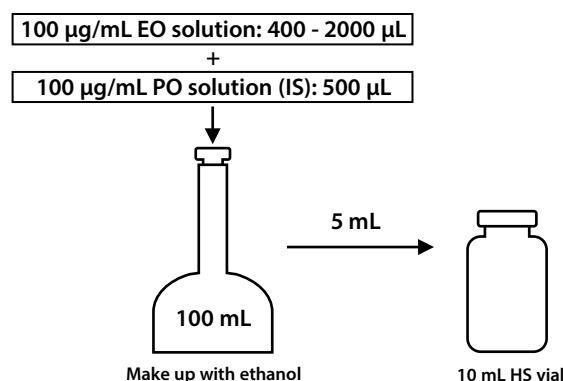 100 µg/mL EO solution: 400 - 2000 µL
+
100 µg/mL PO solution (IS): 500 µL
5 mL
100 mL
Make up with ethanol
10 mL HS vial